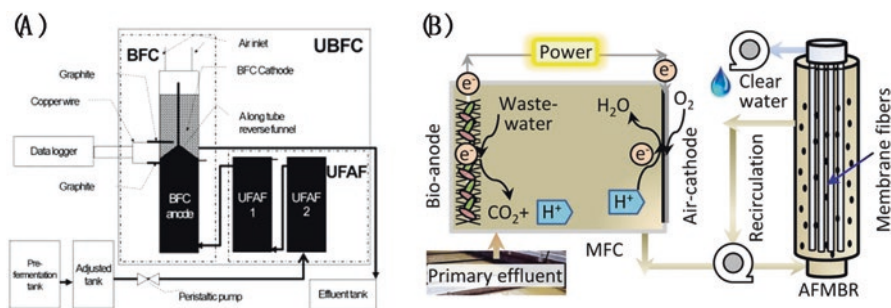 (A)
BFC
Air inlet
UBFC
BFC Cathode
Graphite
Copper wire
A long tube
reverse funnel
Data logger
Graphite
UFAF
BFC
anode
UFAF
1
UFAF
2
Pre-
fermentation
tank
Adjusted
tank
Peristaltic pump
Effluent tank
(B)
Power
e-
e-
Clear
water
Waste-
water
H2O
O2
Bio-anode
e-
e-
Air-cathode
Recirculation
Membrane fibers
CO2+
H+
H+
MFC
Primary effluent
AFMBR